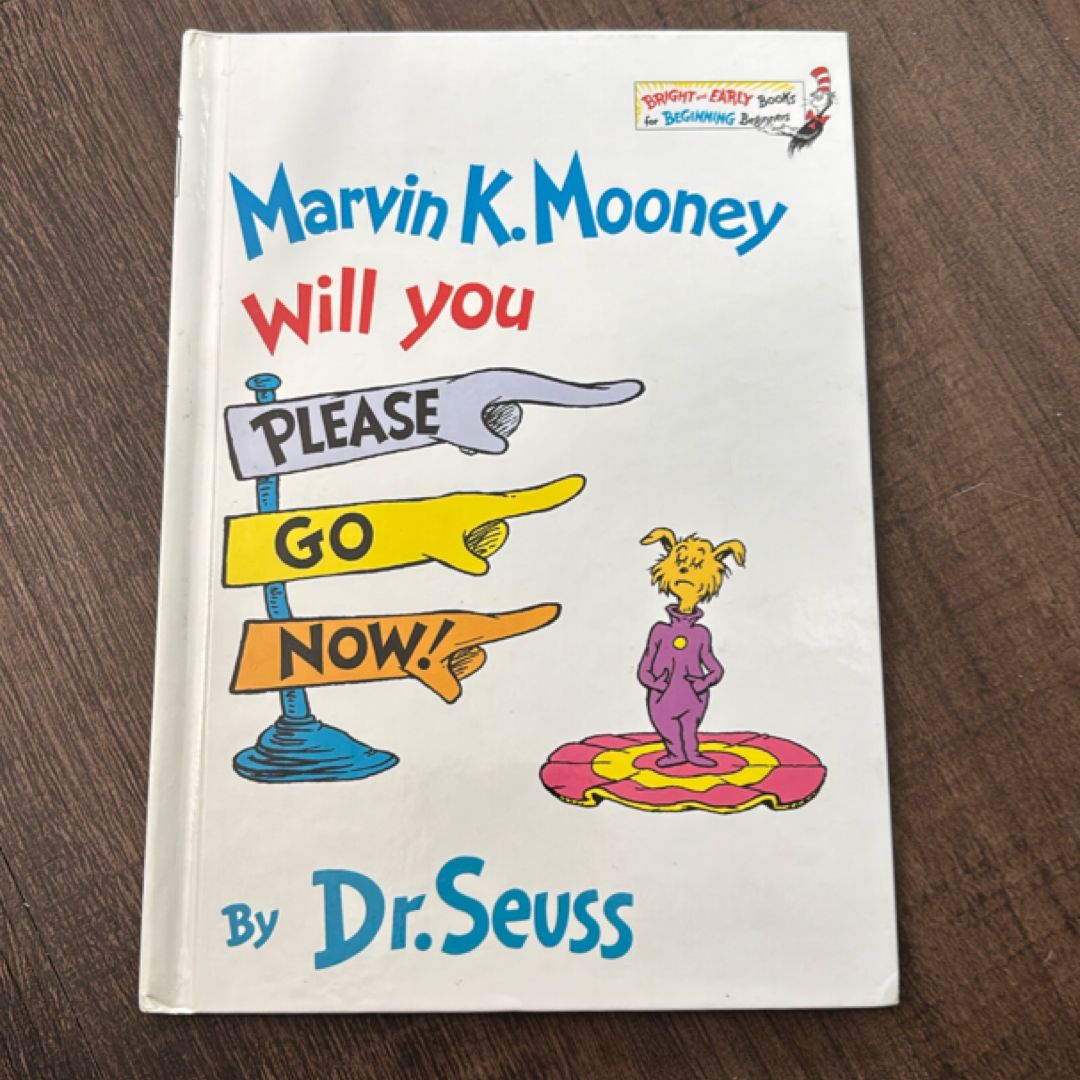 BRIGHT and EARLY BOOKS
for BEGINNING Beginners
Marvin K. Mooney
Will you
PLEASE
GO
NOW!
By Dr. Seuss